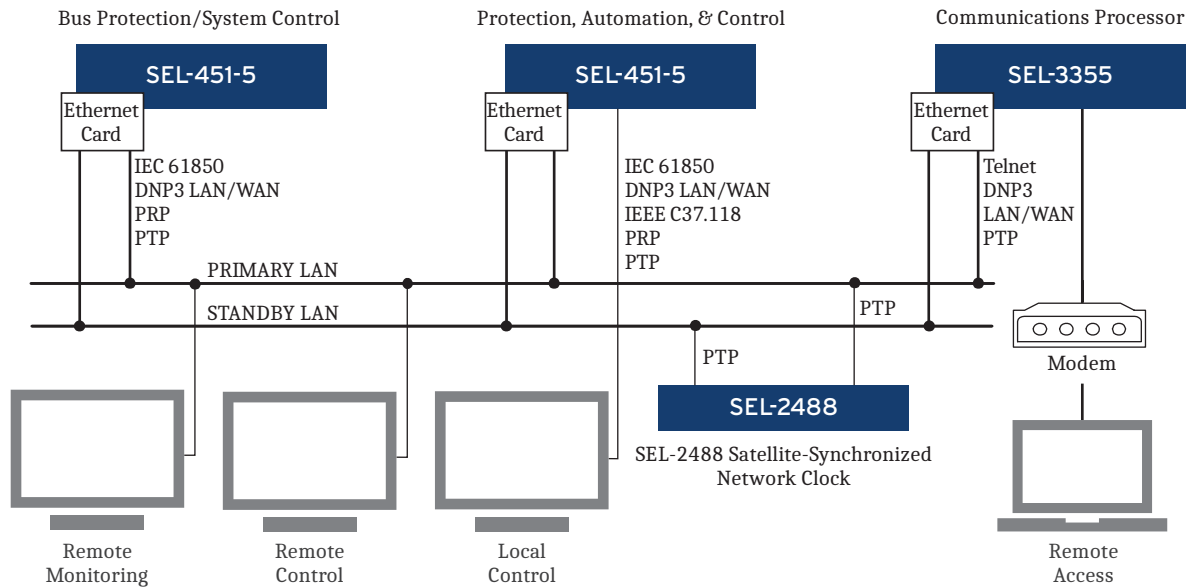 Bus Protection/System Control
Protection, Automation, & Control
Communications Processor
SEL-451-5
SEL-451-5
SEL-3355
Ethernet
Card
Ethernet
Card
Ethernet
Card
IEC 61850
DNP3 LAN/WAN
PRP
PTP
IEC 61850
DNP3 LAN/WAN
IEEE C37.118
PRP
PTP
Telnet
DNP3
LAN/WAN
PTP
PRIMARY LAN
STANDBY LAN
PTP
PTP
Modem
SEL-2488
SEL-2488 Satellite-Synchronized
Network Clock
Remote
Monitoring
Remote
Control
Local
Control
Remote
Access